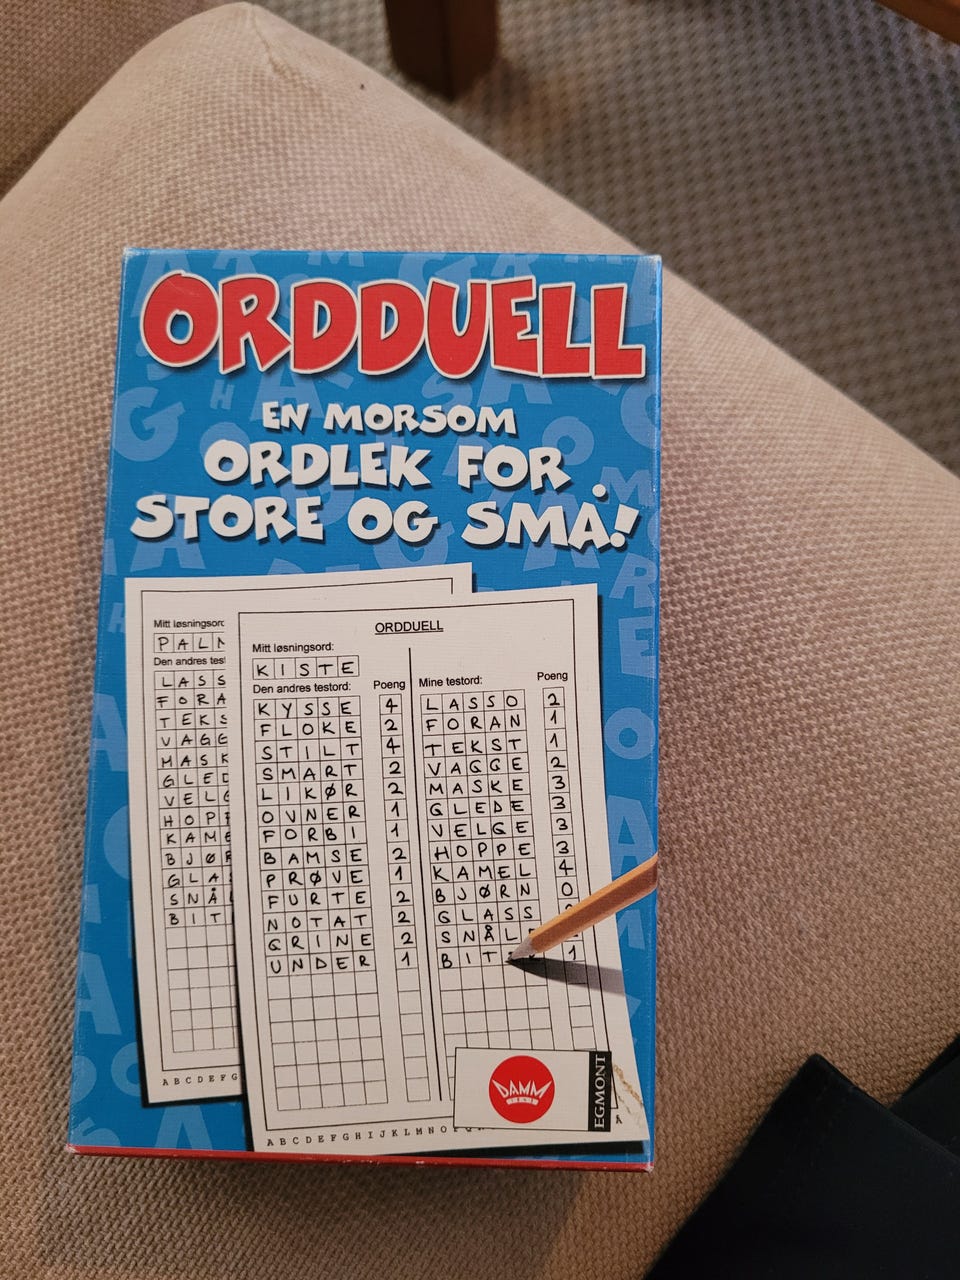 ORDDUELL
EN MORSOM
ORDLEK FOR
STORE OG SMÅ!
Mitt løsningsord
PAL
Den andres test
LASS
FORA
TEKS
VAGG
MASK
GLED
VELG
HOPP
KAME
BJØR
GLAS
SNÅL
BIT
A B C D E F G
ORDDUELL
Mitt løsningsord:
KISTE
Den andres testord: Poeng
KYSSE 4
FLOKE 2
STILT 4
SMART 2
LIKØR 2
OVNER 1
FORBI 1
BAMSE 2
PRØVE 1
FURTE 2
NOTAT 2
GRINE 2
UNDER 1
Mine testord: Poeng
LASSO 2
FORAN 1
TEKST 1
VAGGE 2
MASKE 3
GLEDE 3
VELGE 3
HOPPE 3
KAMEL 4
BJØRN 0
GLASS
SNÅL
BIT 1
A B C D E F G H I J K L M N O
DAMM
EGMONT